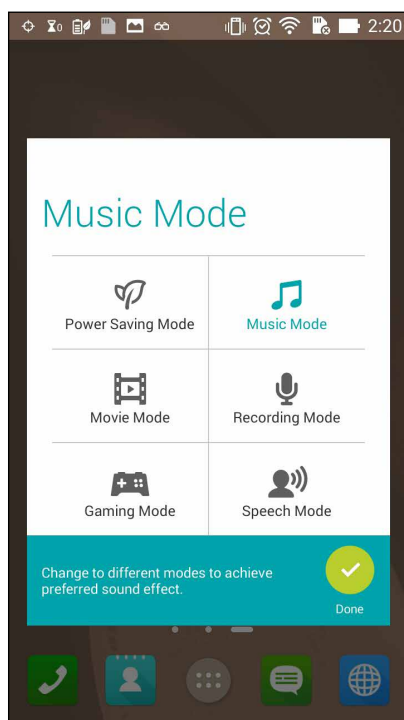 0
2:20
Music Mode
Power Saving Mode
Music Mode
Movie Mode
Recording Mode
Gaming Mode
Speech Mode
Change to different modes to achieve
preferred sound effect.
Done